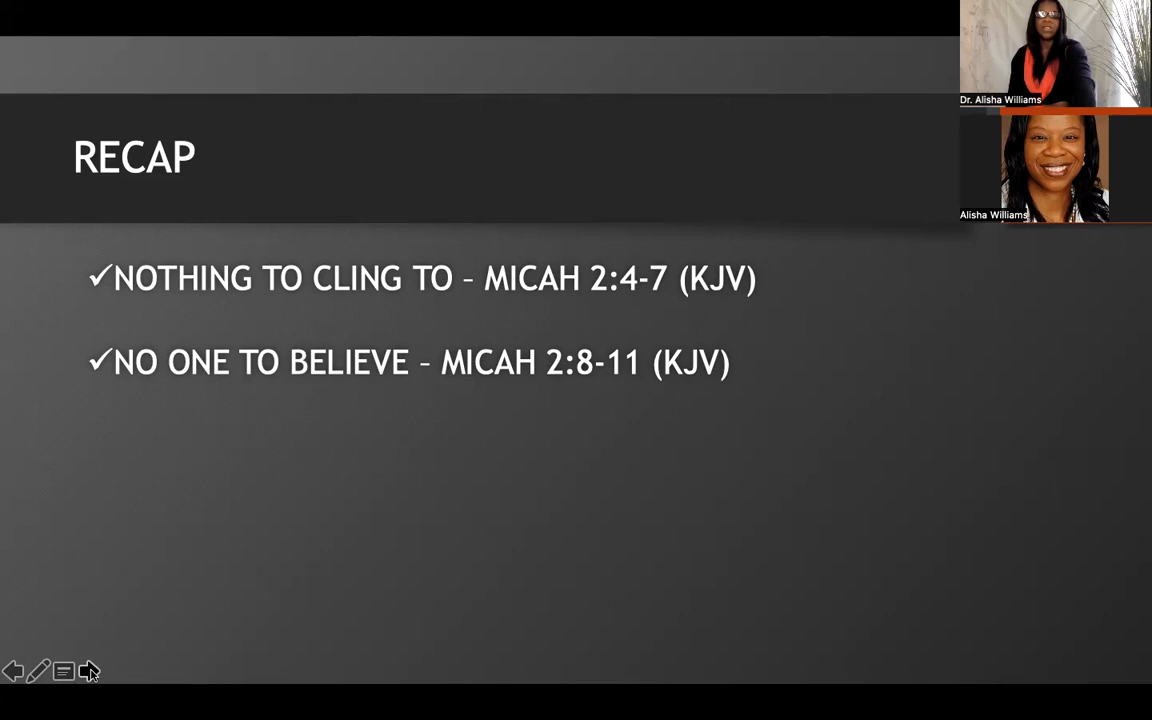 Dr. Alisha Williams
RECAP
Alisha Williams
✓NOTHING TO CLING TO – MICAH 2:4-7 (KJV)
✓NO ONE TO BELIEVE – MICAH 2:8-11 (KJV)